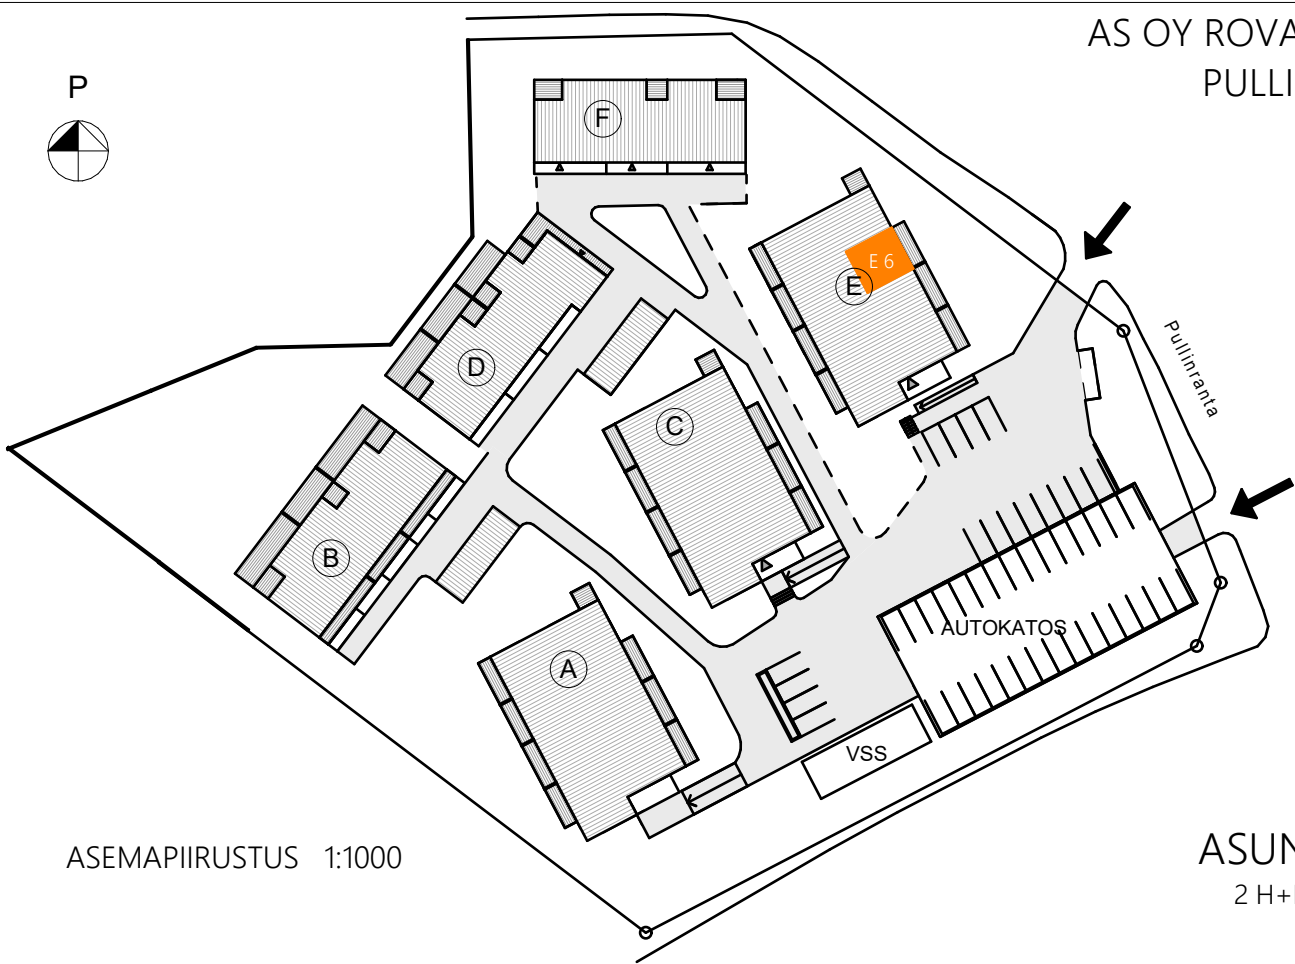 AS OY ROVA
PULLI
P
F
E 6
E
Pullinranta
D
C
B
A
AUTOKATOS
VSS
ASEMAPIIRUSTUS 1:1000
ASUN
2 H+